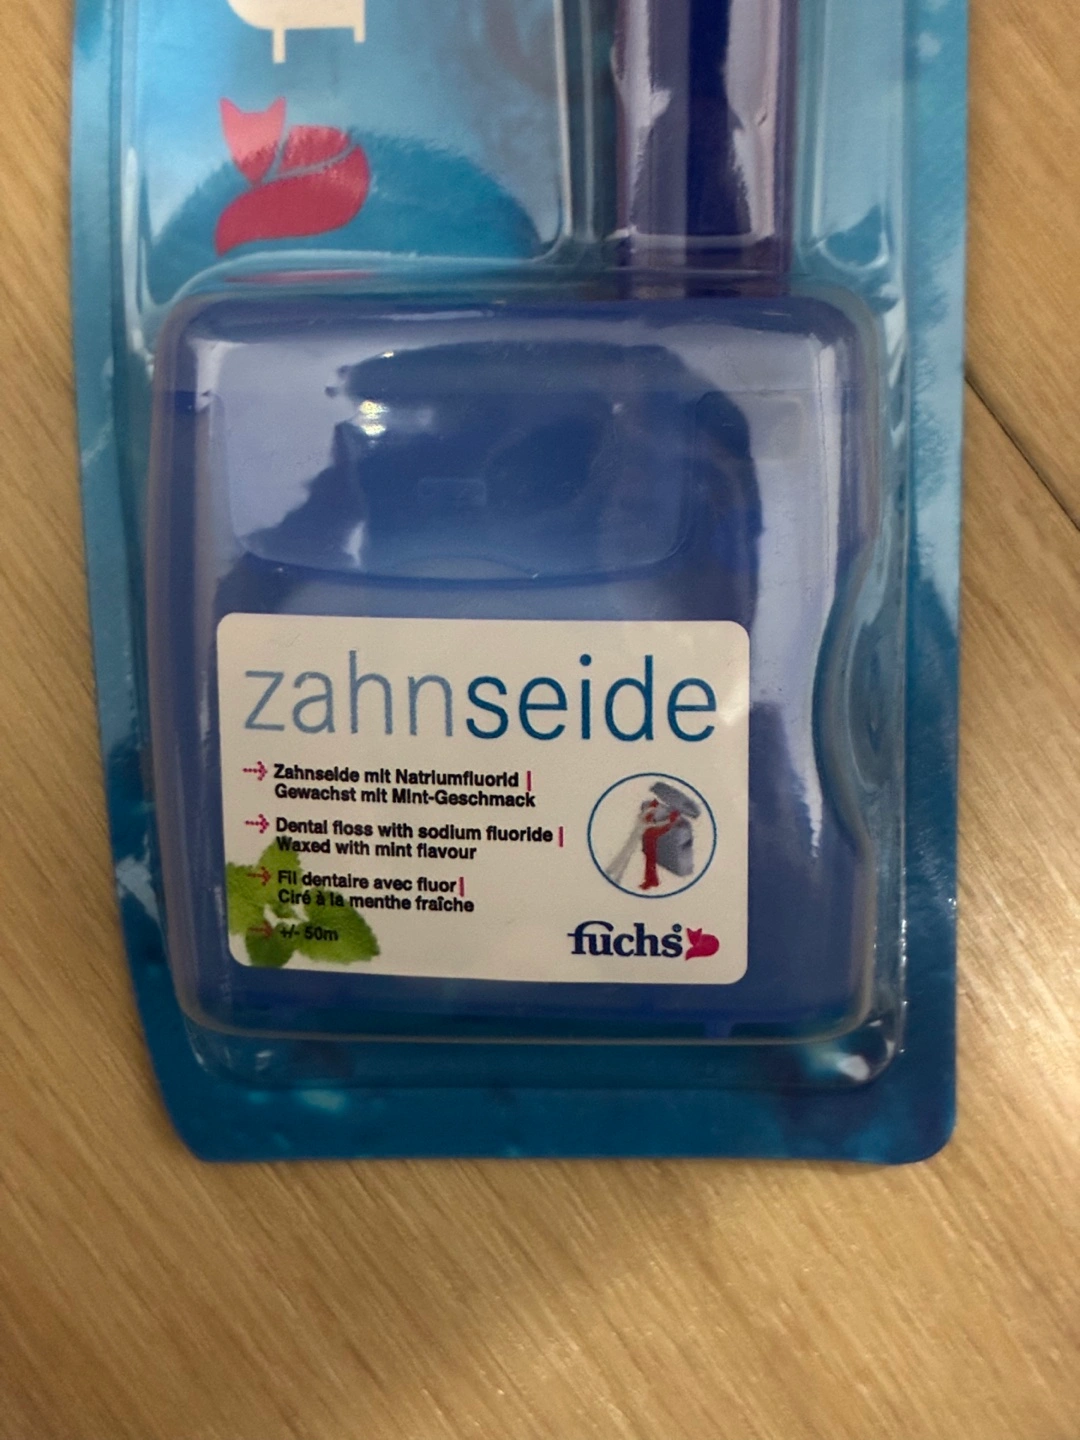 zahnseide
Zahnseide mit Natriumfluorid |
Gewachst mit Mint-Geschmack
Dental floss with sodium fluoride |
Waxed with mint flavour
Fil dentaire avec fluor |
Ciré à la menthe fraîche
+/- 50m
fuchs